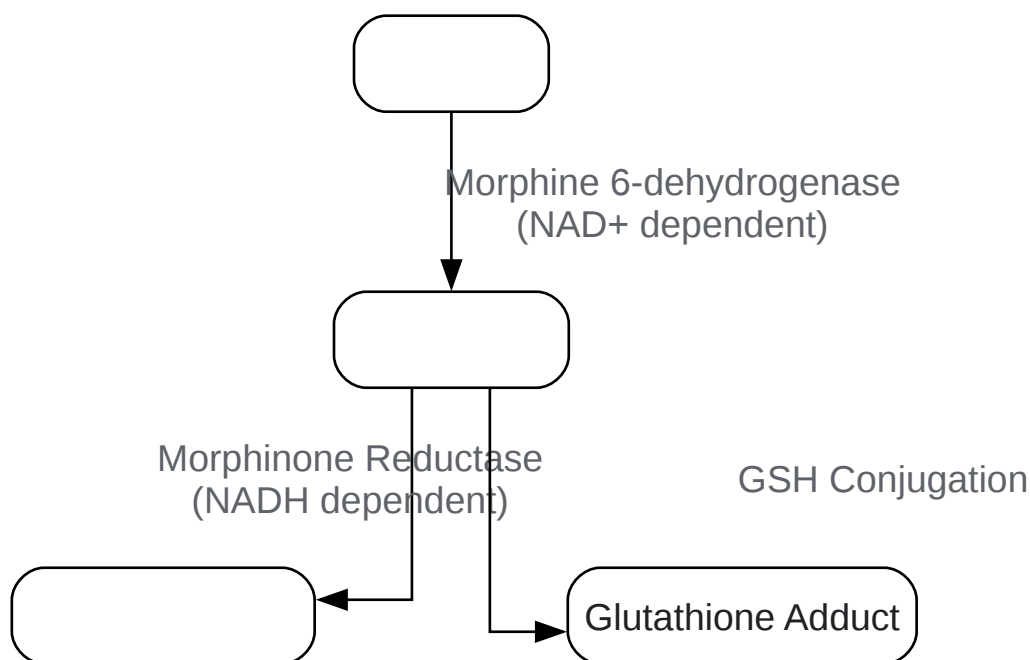 Morphine 6-dehydrogenase
(NAD+ dependent)
Morphinone Reductase
(NADH dependent)
GSH Conjugation
Glutathione Adduct